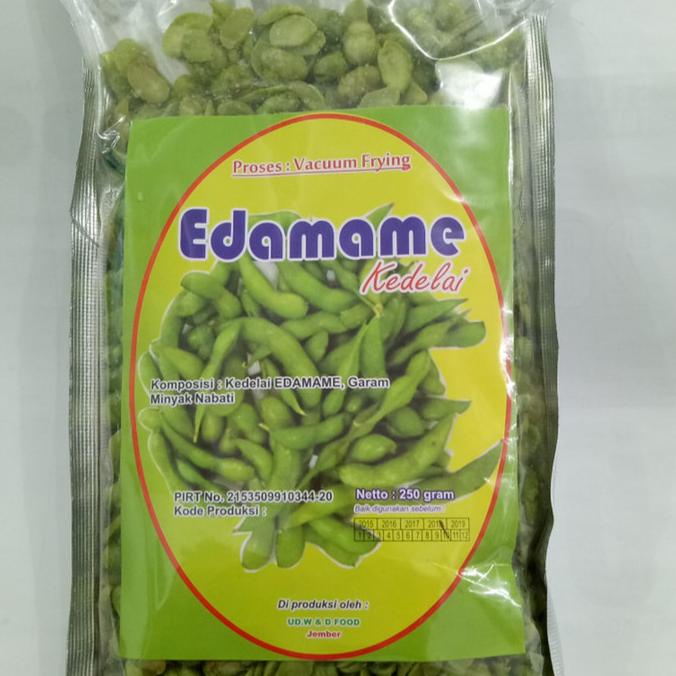 Proses : Vacuum Frying
Edamame
Kedelai
Komposisi : Kedelai EDAMAME, Garam
Minyak Nabati
PIRT No. 2153509910344-20
Netto : 250 gram
Kode Produksi :
Baik digunakan sebelum
2015 2016 2017 2018 2019
1 2 3 4 5 6 7 8 9 10 11 12
Di produksi oleh :
UD.W & D FOOD
Jember